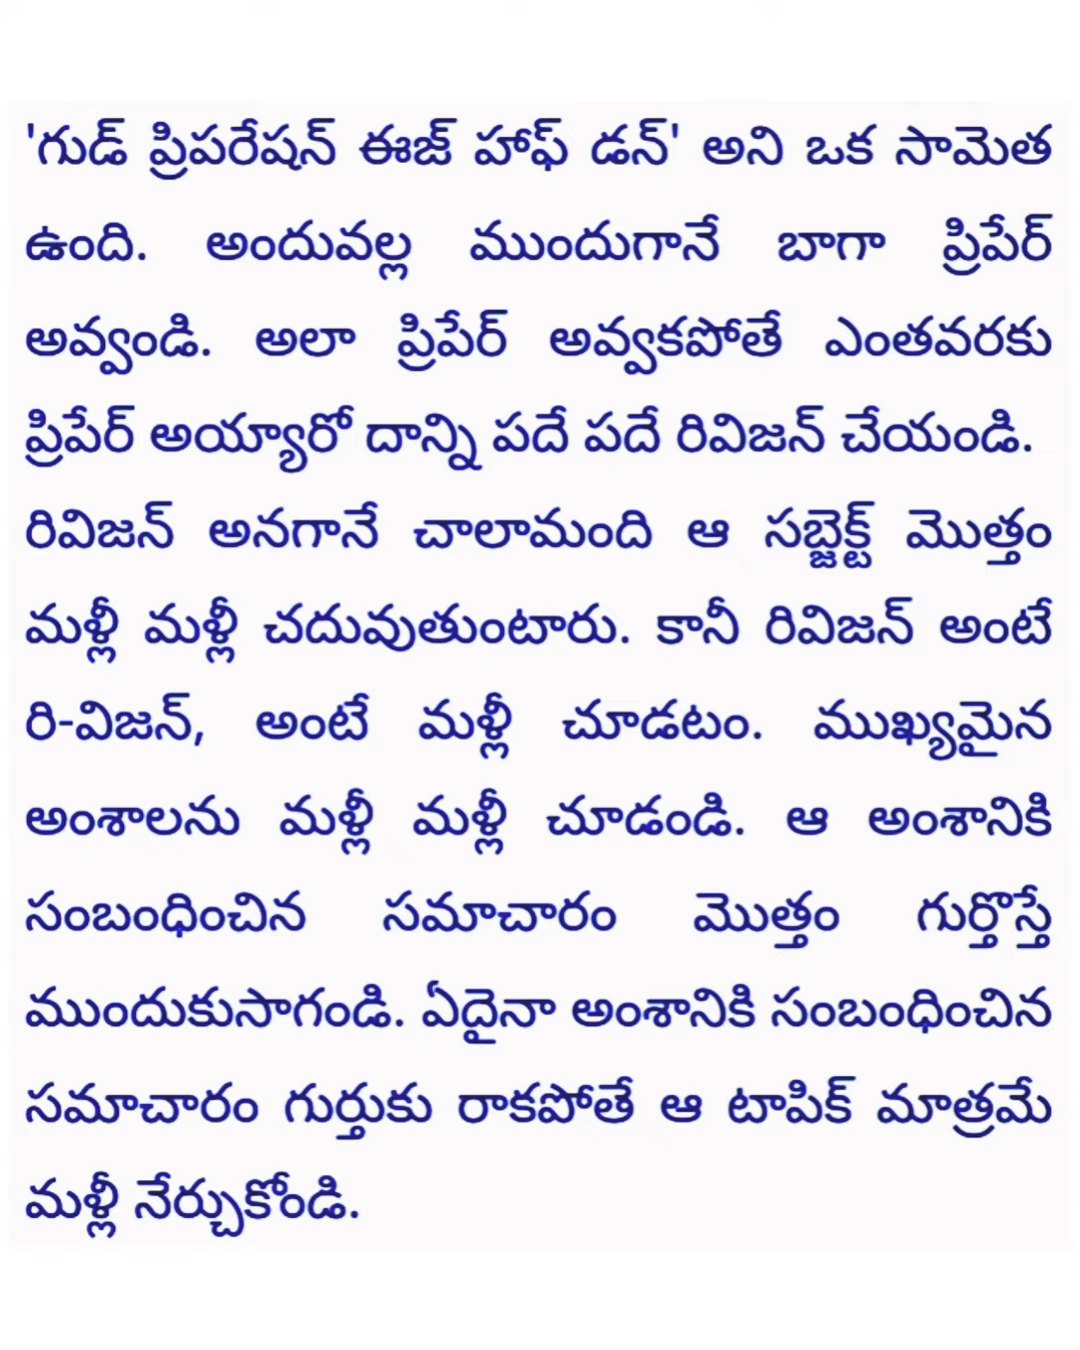 'గుడ్ ప్రిపరేషన్ ఈజ్ హాఫ్ డన్' అని ఒక సామెత
ఉంది. అందువల్ల ముందుగానే బాగా ప్రిపేర్
అవ్వండి. అలా ప్రిపేర్ అవ్వకపోతే ఎంతవరకు
ప్రిపేర్ అయ్యారో దాన్ని పదే పదే రివిజన్ చేయండి.
రివిజన్ అనగానే చాలామంది ఆ సబ్జెక్ట్ మొత్తం
మళ్లీ మళ్లీ చదువుతుంటారు. కానీ రివిజన్ అంటే
రి-విజన్, అంటే మళ్లీ చూడటం. ముఖ్యమైన
అంశాలను మళ్లీ మళ్లీ చూడండి. ఆ అంశానికి
సంబంధించిన సమాచారం మొత్తం గుర్తొస్తే
ముందుకుసాగండి. ఏదైనా అంశానికి సంబంధించిన
సమాచారం గుర్తుకు రాకపోతే ఆ టాపిక్ మాత్రమే
మళ్లీ నేర్చుకోండి.